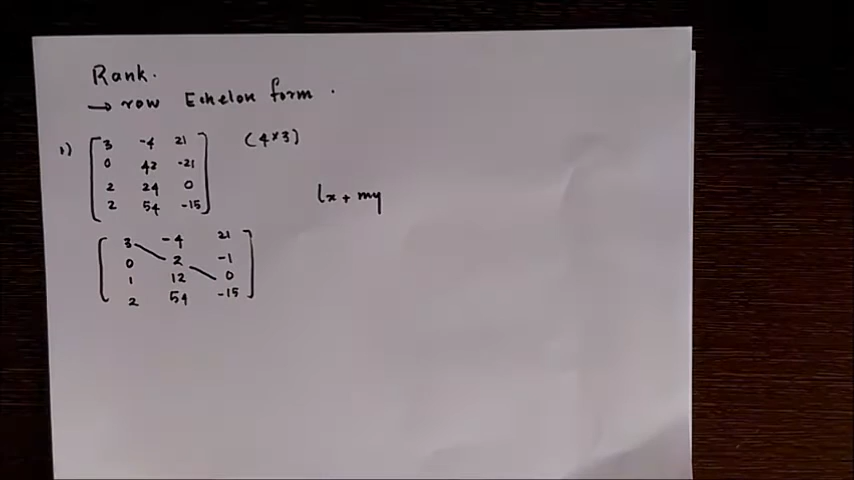 Rank.
→ row Echelon form.
1) [3 -4 21 (4×3)
0 42 -21
2 24 0
2 54 -15]
lx + my
[3 -4 21
0 2 -1
1 12 0
2 54 -15]